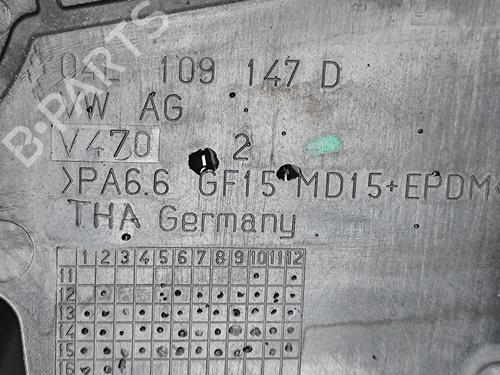 B-PARTS
04L 109 147 D
VW AG
V470 2
>PA6.6 GF15 MD15+EPDM
THA Germany
1 2 3 4 5 6 7 8 9 10 11 12
11
12
13
14
15
16